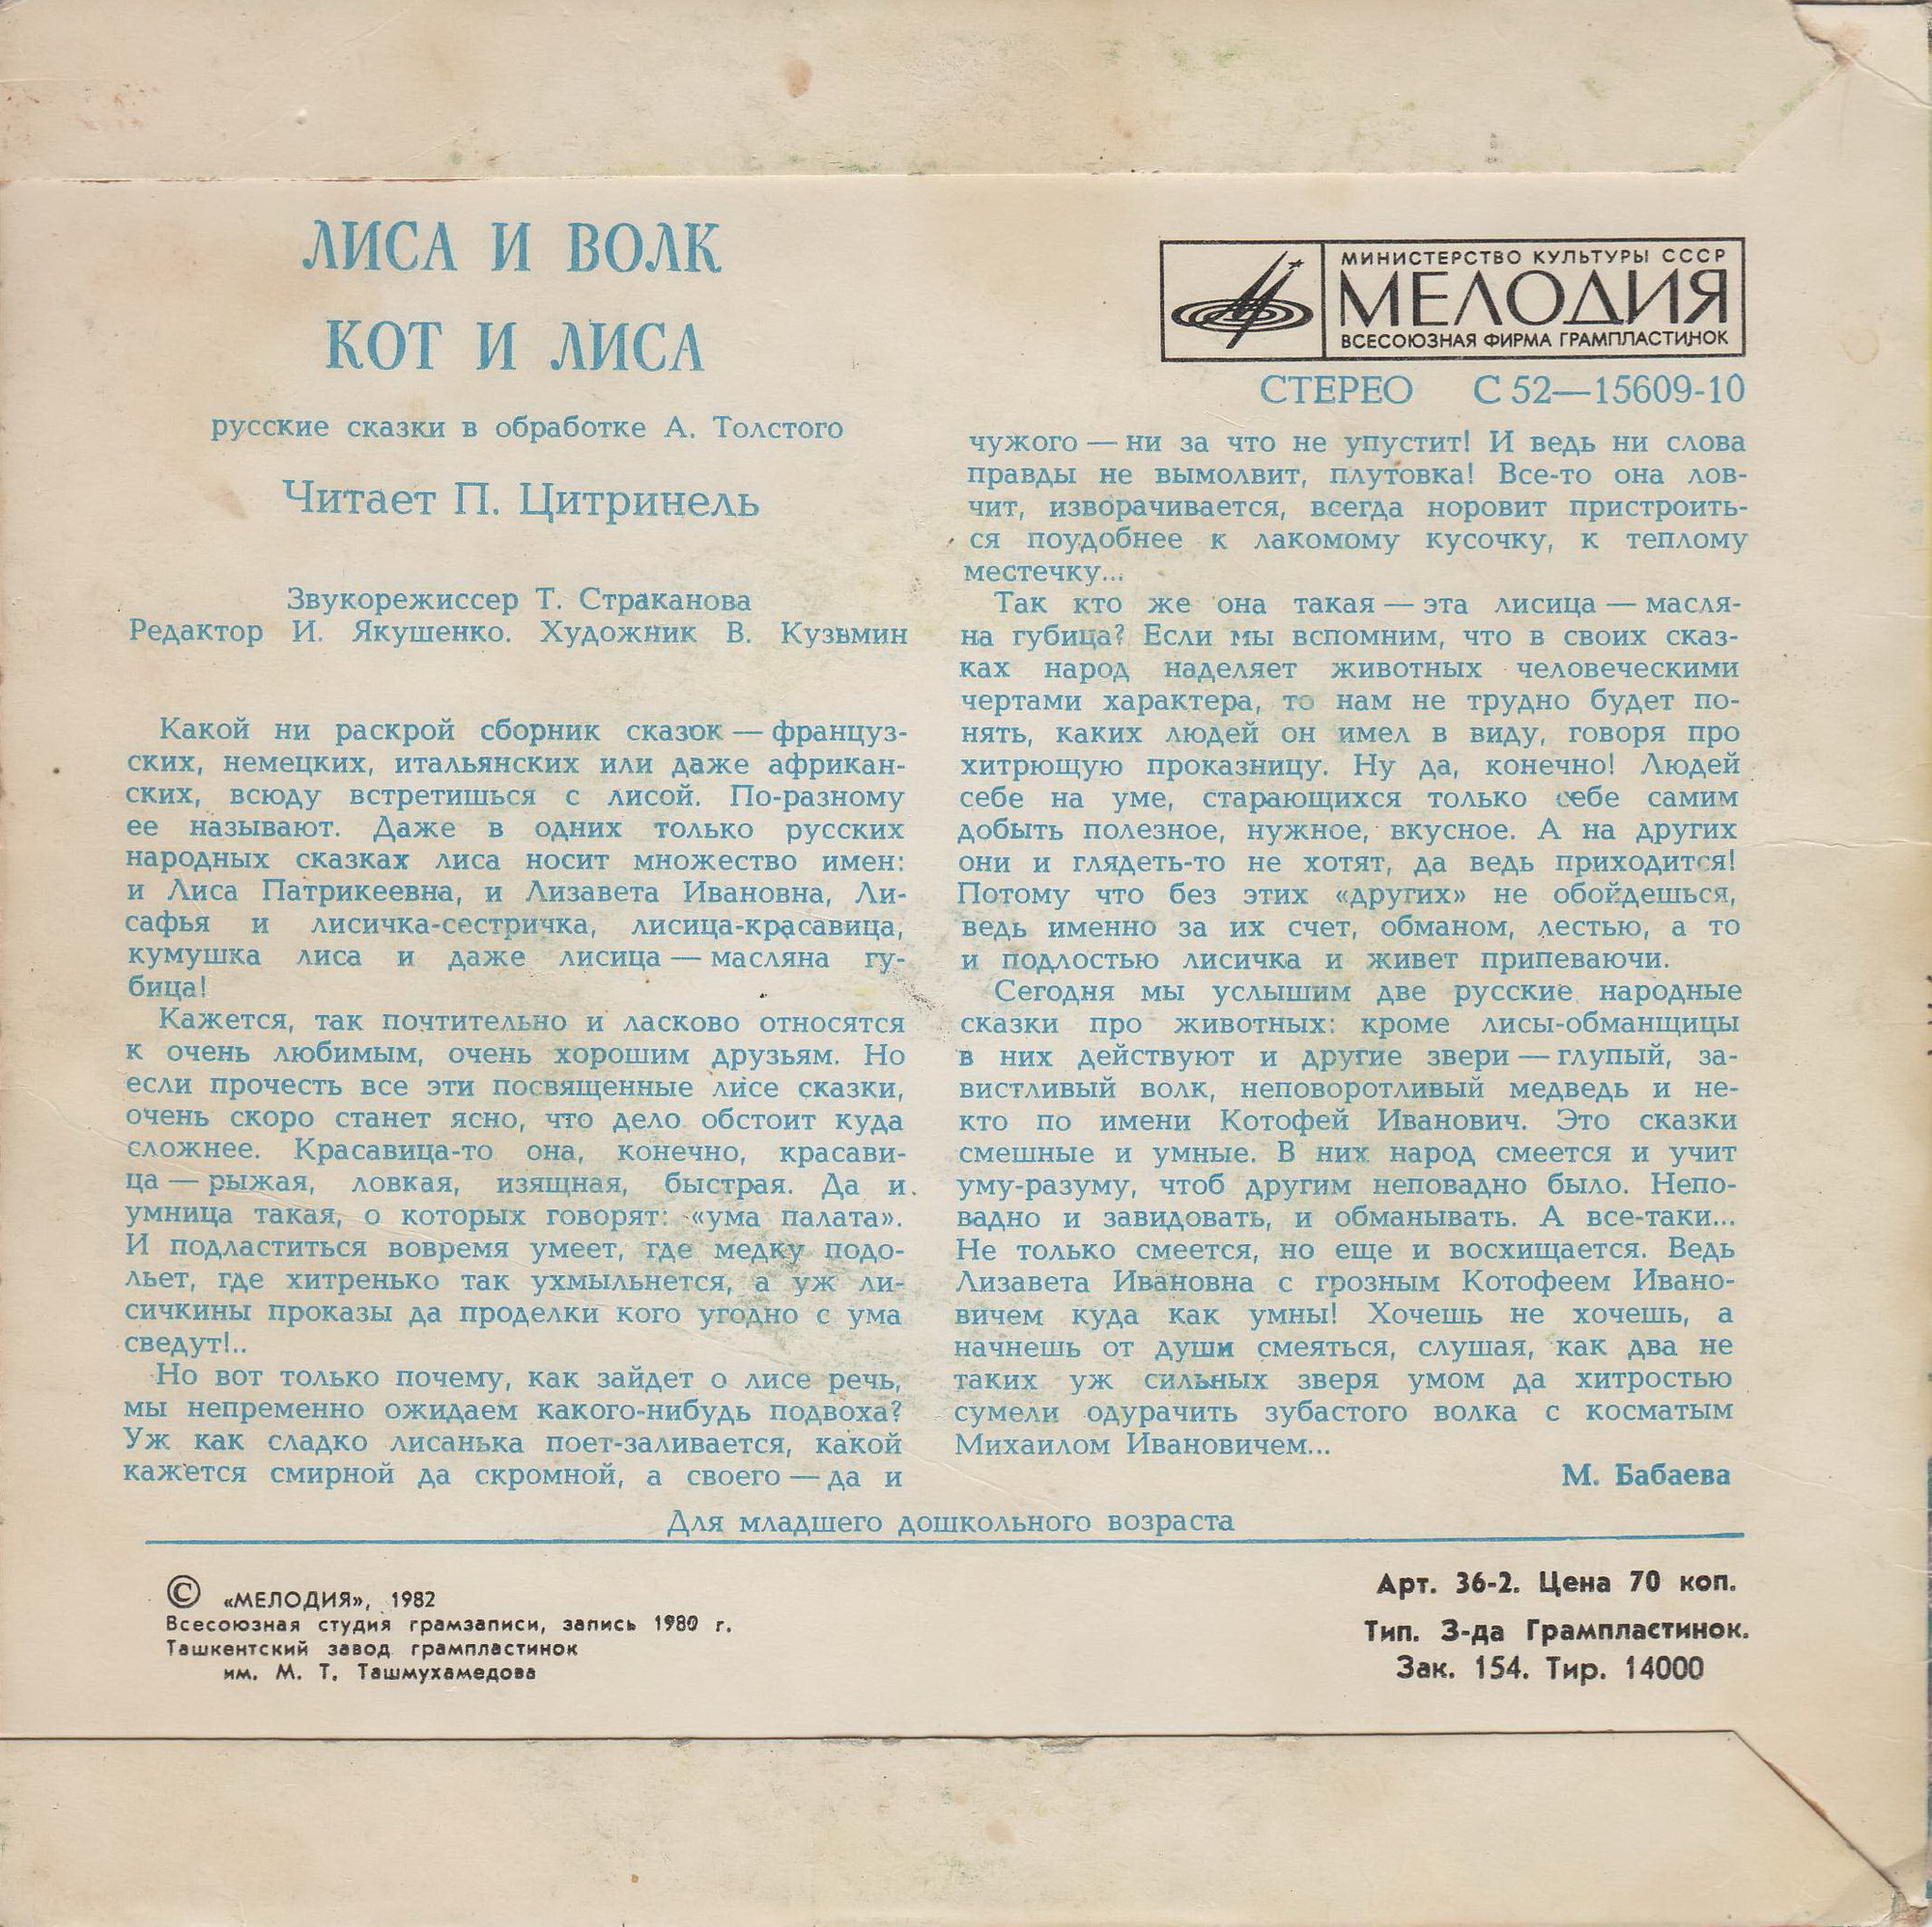 ЛИСА И ВОЛК
КОТ И ЛИСА
русские сказки в обработке А. Толстого
Читает П. Цитринель
Звукорежиссер Т. Страканова
Редактор И. Якушенко. Художник В. Кузьмин
Какой ни раскрой сборник сказок — француз-
ских, немецких, итальянских или даже африкан-
ских, всюду встретишься с лисой. По-разному
ее называют. Даже в одних только русских
народных сказках лиса носит множество имен:
и Лиса Патрикеевна, и Лизавета Ивановна, Ли-
сафья и лисичка-сестричка, лисица-красавица,
кумушка лиса и даже лисица — масляна гу-
бица!
Кажется, так почтительно и ласково относятся
к очень любимым, очень хорошим друзьям. Но
если прочесть все эти посвященные лисе сказки,
очень скоро станет ясно, что дело обстоит куда
сложнее. Красавица-то она, конечно, красави-
ца — рыжая, ловкая, изящная, быстрая. Да и
умница такая, о которых говорят: «ума палата».
И подластиться вовремя умеет, где медку подо-
льет, где хитренько так ухмыльнется, а уж ли-
сичкины проказы да проделки кого угодно с ума
сведут!..
Но вот только почему, как зайдет о лисе речь,
мы непременно ожидаем какого-нибудь подвоха?
Уж как сладко лисанька поет-заливается, какой
кажется смирной да скромной, а своего — да и
МИНИСТЕРСТВО КУЛЬТУРЫ СССР
МЕЛОДИЯ
ВСЕСОЮЗНАЯ ФИРМА ГРАМПЛАСТИНОК
СТЕРЕО С 52—15609-10
чужого — ни за что не упустит! И ведь ни слова
правды не вымолвит, плутовка! Все-то она лов-
чит, изворачивается, всегда норовит пристроить-
ся поудобнее к лакомому кусочку, к теплому
местечку...
Так кто же она такая — эта лисица — масля-
на губица? Если мы вспомним, что в своих сказ-
ках народ наделяет животных человеческими
чертами характера, то нам не трудно будет по-
нять, каких людей он имел в виду, говоря про
хитрющую проказницу. Ну да, конечно! Людей
себе на уме, старающихся только себе самим
добыть полезное, нужное, вкусное. А на других
они и глядеть-то не хотят, да ведь приходится!
Потому что без этих «других» не обойдешься,
ведь именно за их счет, обманом, лестью, а то
и подлостью лисичка и живет припеваючи.
Сегодня мы услышим две русские народные
сказки про животных: кроме лисы-обманщицы
в них действуют и другие звери — глупый, за-
вистливый волк, неповоротливый медведь и не-
кто по имени Котофей Иванович. Это сказки
смешные и умные. В них народ смеется и учит
уму-разуму, чтоб другим неповадно было. Непо-
вадно и завидовать, и обманывать. А все-таки...
Не только смеется, но еще и восхищается. Ведь
Лизавета Ивановна с грозным Котофеем Ивано-
вичем куда как умны! Хочешь не хочешь, а
начнешь от души смеяться, слушая, как два не
таких уж сильных зверя умом да хитростью
сумели одурачить зубастого волка с косматым
Михаилом Ивановичем...
М. Бабаева
Для младшего дошкольного возраста
© «МЕЛОДИЯ», 1982
Всесоюзная студия грамзаписи, запись 1980 г.
Ташкентский завод грампластинок
им. М. Т. Ташмухамедова
Арт. 36-2. Цена 70 коп.
Тип. З-да Грампластинок.
Зак. 154. Тир. 14000